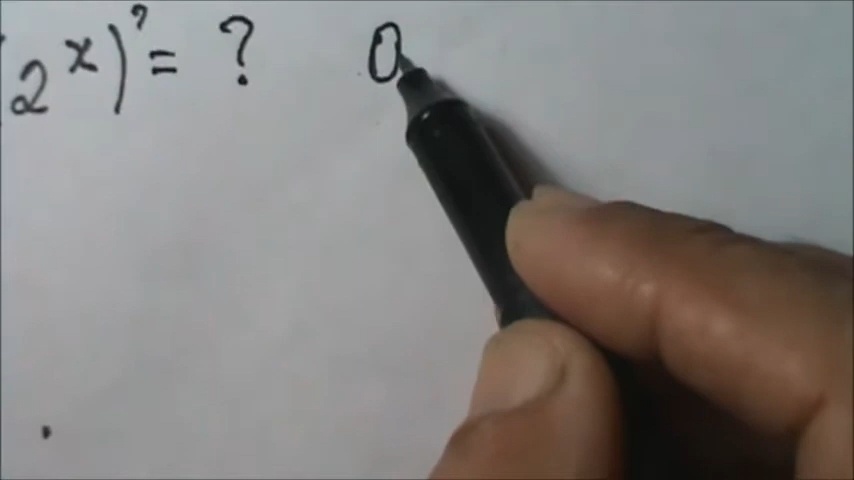 (2^x)^? = ? 0